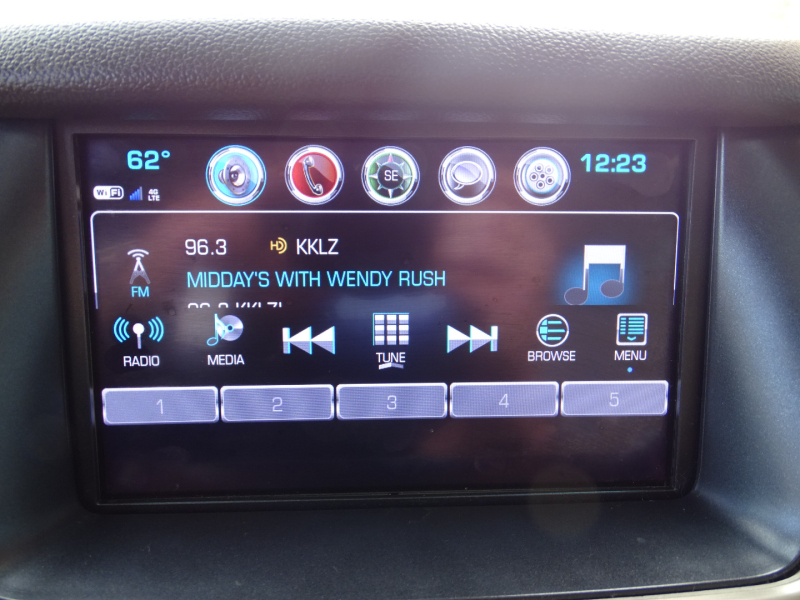 62° 12:23
WiFi 4G LTE
SE
96.3 HD KKLZ
FM
MIDDAY'S WITH WENDY RUSH
RADIO MEDIA TUNE BROWSE MENU
1 2 3 4 5